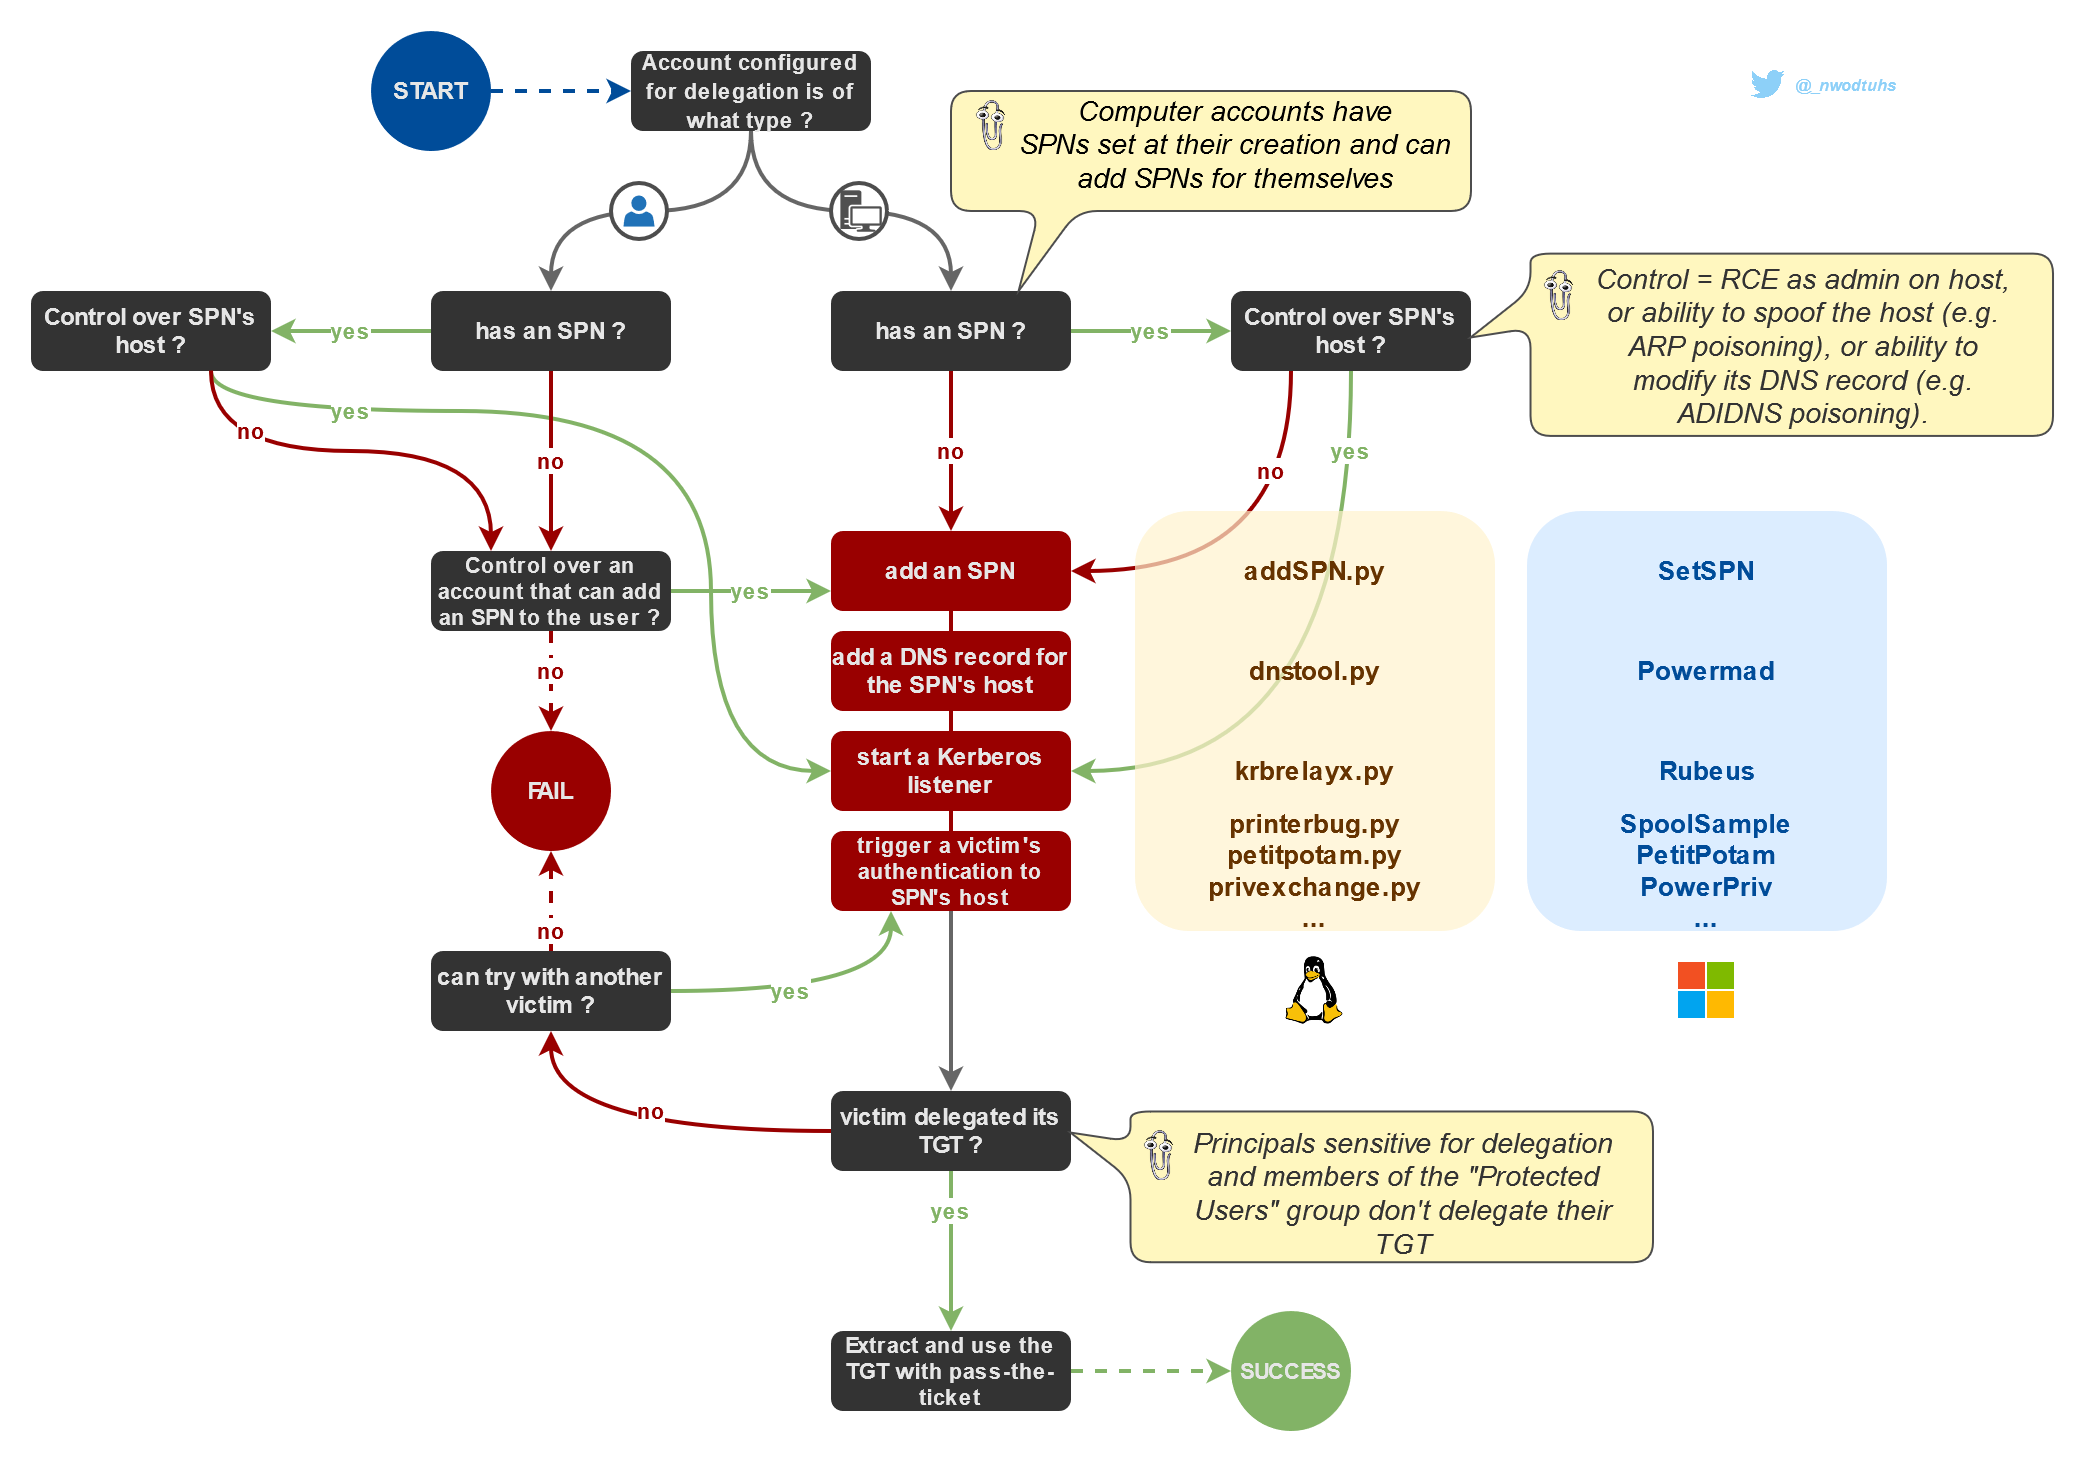 START
Account configured
for delegation is of
what type ?
@_nwodtuhs
Computer accounts have
SPNs set at their creation and can
add SPNs for themselves
Control over SPN's
host ?
yes
has an SPN ?
has an SPN ?
yes
Control over SPN's
host ?
Control = RCE as admin on host,
or ability to spoof the host (e.g.
ARP poisoning), or ability to
modify its DNS record (e.g.
ADIDNS poisoning).
yes
no
no
no
no
yes
Control over an
account that can add
an SPN to the user ?
yes
add an SPN
addSPN.py
SetSPN
no
add a DNS record for
the SPN's host
dnstool.py
Powermad
FAIL
start a Kerberos
listener
krbrelayx.py
Rubeus
trigger a victim's
authentication to
SPN's host
printerbug.py
petitpotam.py
privexchange.py
...
SpoolSample
PetitPotam
PowerPriv
...
no
can try with another
victim ?
yes
no
victim delegated its
TGT ?
Principals sensitive for delegation
and members of the "Protected
Users" group don't delegate their
TGT
yes
Extract and use the
TGT with pass-the-
ticket
SUCCESS